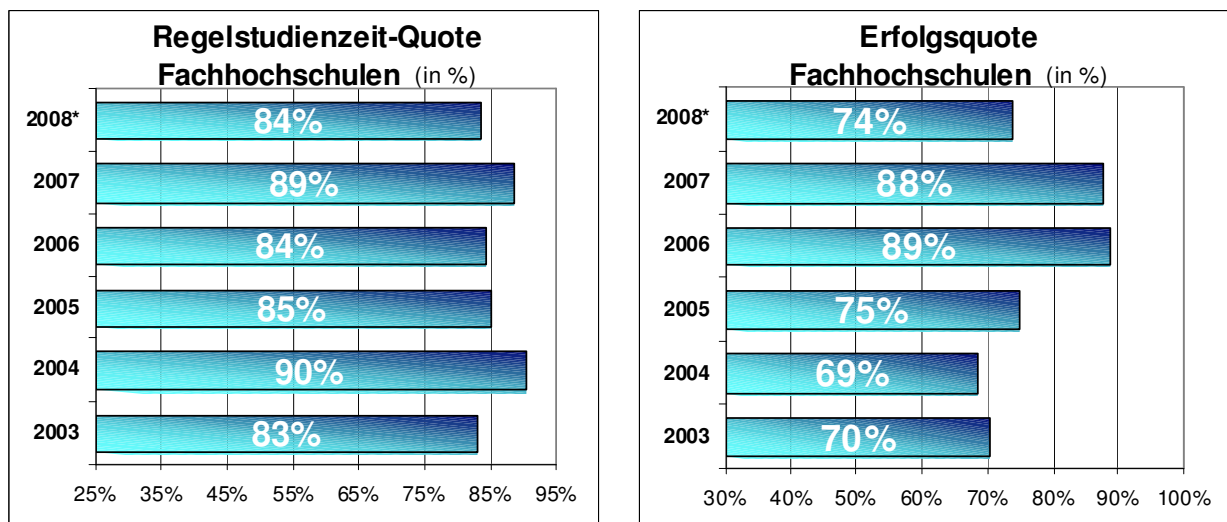 Regelstudienzeit-Quote
Fachhochschulen (in %)
2008* 84%
2007 89%
2006 84%
2005 85%
2004 90%
2003 83%
25% 35% 45% 55% 65% 75% 85% 95%
Erfolgsquote
Fachhochschulen (in %)
2008* 74%
2007 88%
2006 89%
2005 75%
2004 69%
2003 70%
30% 40% 50% 60% 70% 80% 90% 100%